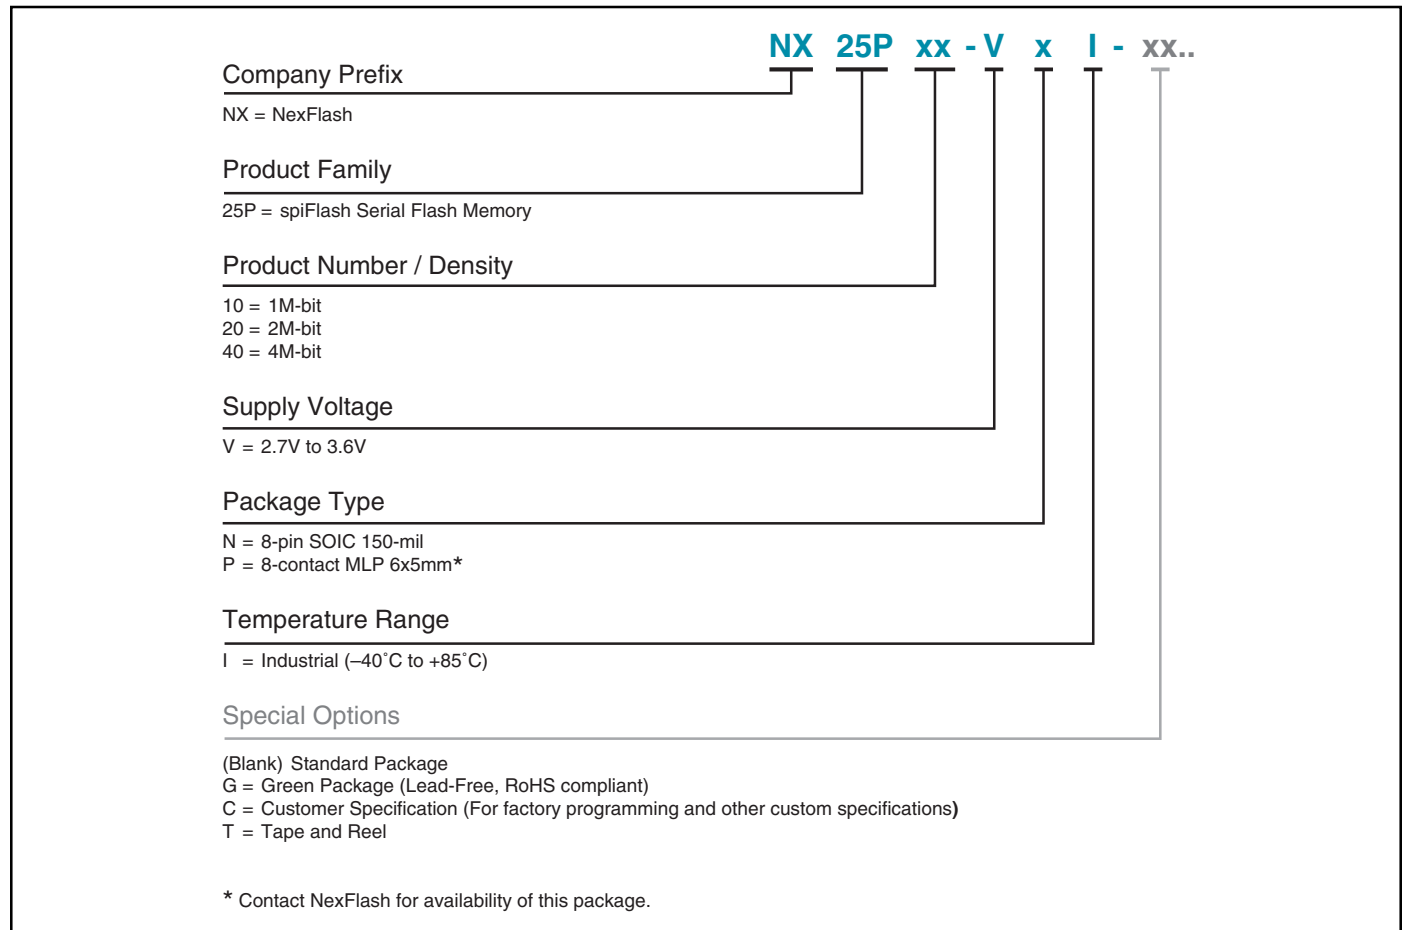 NX 25P xx - V x I - xx..
Company Prefix
NX = NexFlash
Product Family
25P = spiFlash Serial Flash Memory
Product Number / Density
10 = 1M-bit
20 = 2M-bit
40 = 4M-bit
Supply Voltage
V = 2.7V to 3.6V
Package Type
N = 8-pin SOIC 150-mil
P = 8-contact MLP 6x5mm*
Temperature Range
I = Industrial (–40˚C to +85˚C)
Special Options
(Blank) Standard Package
G = Green Package (Lead-Free, RoHS compliant)
C = Customer Specification (For factory programming and other custom specifications)
T = Tape and Reel
* Contact NexFlash for availability of this package.